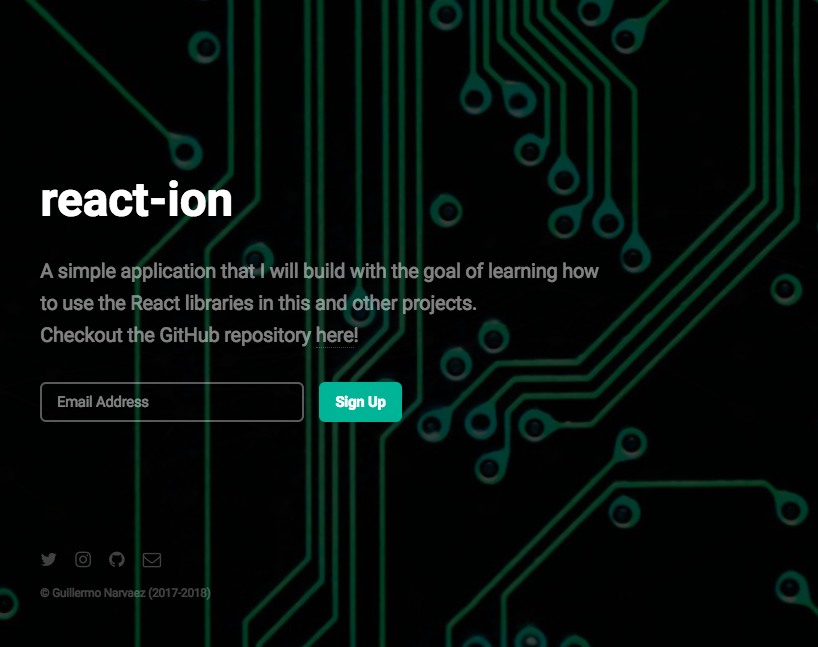 react-ion
A simple application that I will build with the goal of learning how
to use the React libraries in this and other projects.
Checkout the GitHub repository here!
Email Address
Sign Up
© Guillermo Narvaez (2017-2018)